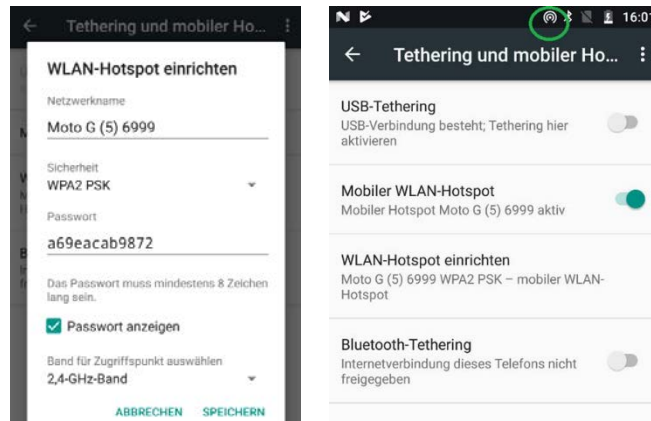 Tethering und mobiler Ho...
WLAN-Hotspot einrichten
Netzwerkname
Moto G (5) 6999
Sicherheit
WPA2 PSK
Passwort
a69eacab9872
Das Passwort muss mindestens 8 Zeichen
lang sein.
Passwort anzeigen
Band für Zugriffspunkt auswählen
2,4-GHz-Band
ABBRECHEN SPEICHERN
16:01
Tethering und mobiler Ho...
USB-Tethering
USB-Verbindung besteht; Tethering hier
aktivieren
Mobiler WLAN-Hotspot
Mobiler Hotspot Moto G (5) 6999 aktiv
WLAN-Hotspot einrichten
Moto G (5) 6999 WPA2 PSK – mobiler WLAN-
Hotspot
Bluetooth-Tethering
Internetverbindung dieses Telefons nicht
freigegeben